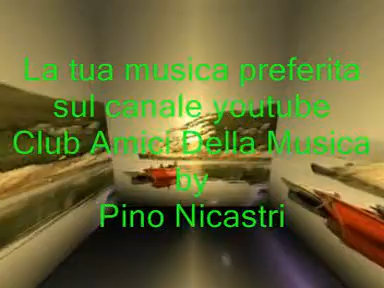 La tua musica preferita
sul canale youtube
Club Amici Della Musica
by
Pino Nicastri